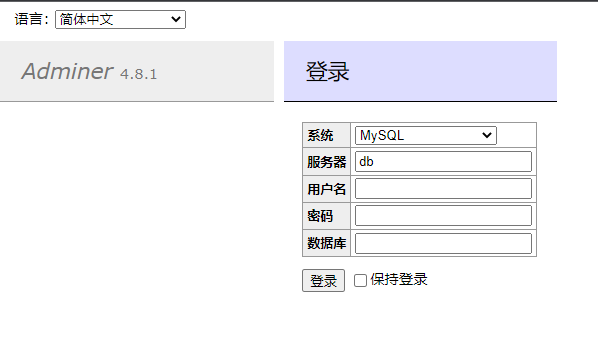 语言: 简体中文
Adminer 4.8.1
登录
系统 MySQL
服务器 db
用户名
密码
数据库
登录 保持登录